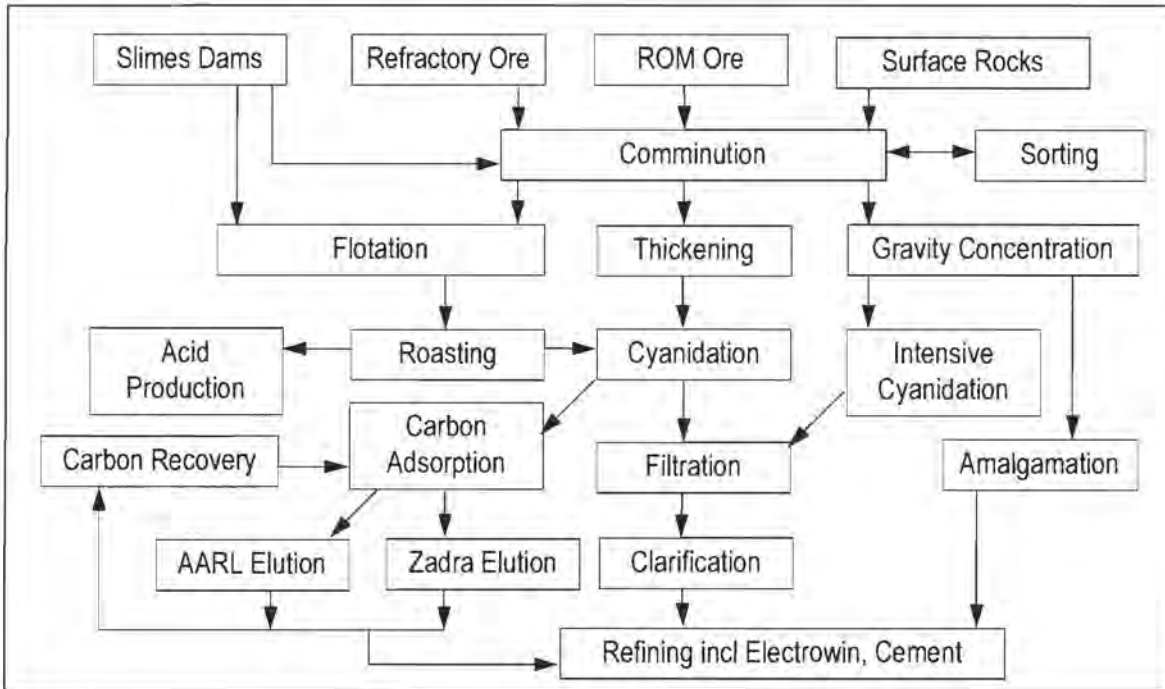 Slimes Dams
Refractory Ore
ROM Ore
Surface Rocks
Comminution
Sorting
Flotation
Thickening
Gravity Concentration
Acid
Production
Roasting
Cyanidation
Intensive
Cyanidation
Carbon Recovery
Carbon
Adsorption
Filtration
Amalgamation
AARL Elution
Zadra Elution
Clarification
Refining incl Electrowin, Cement